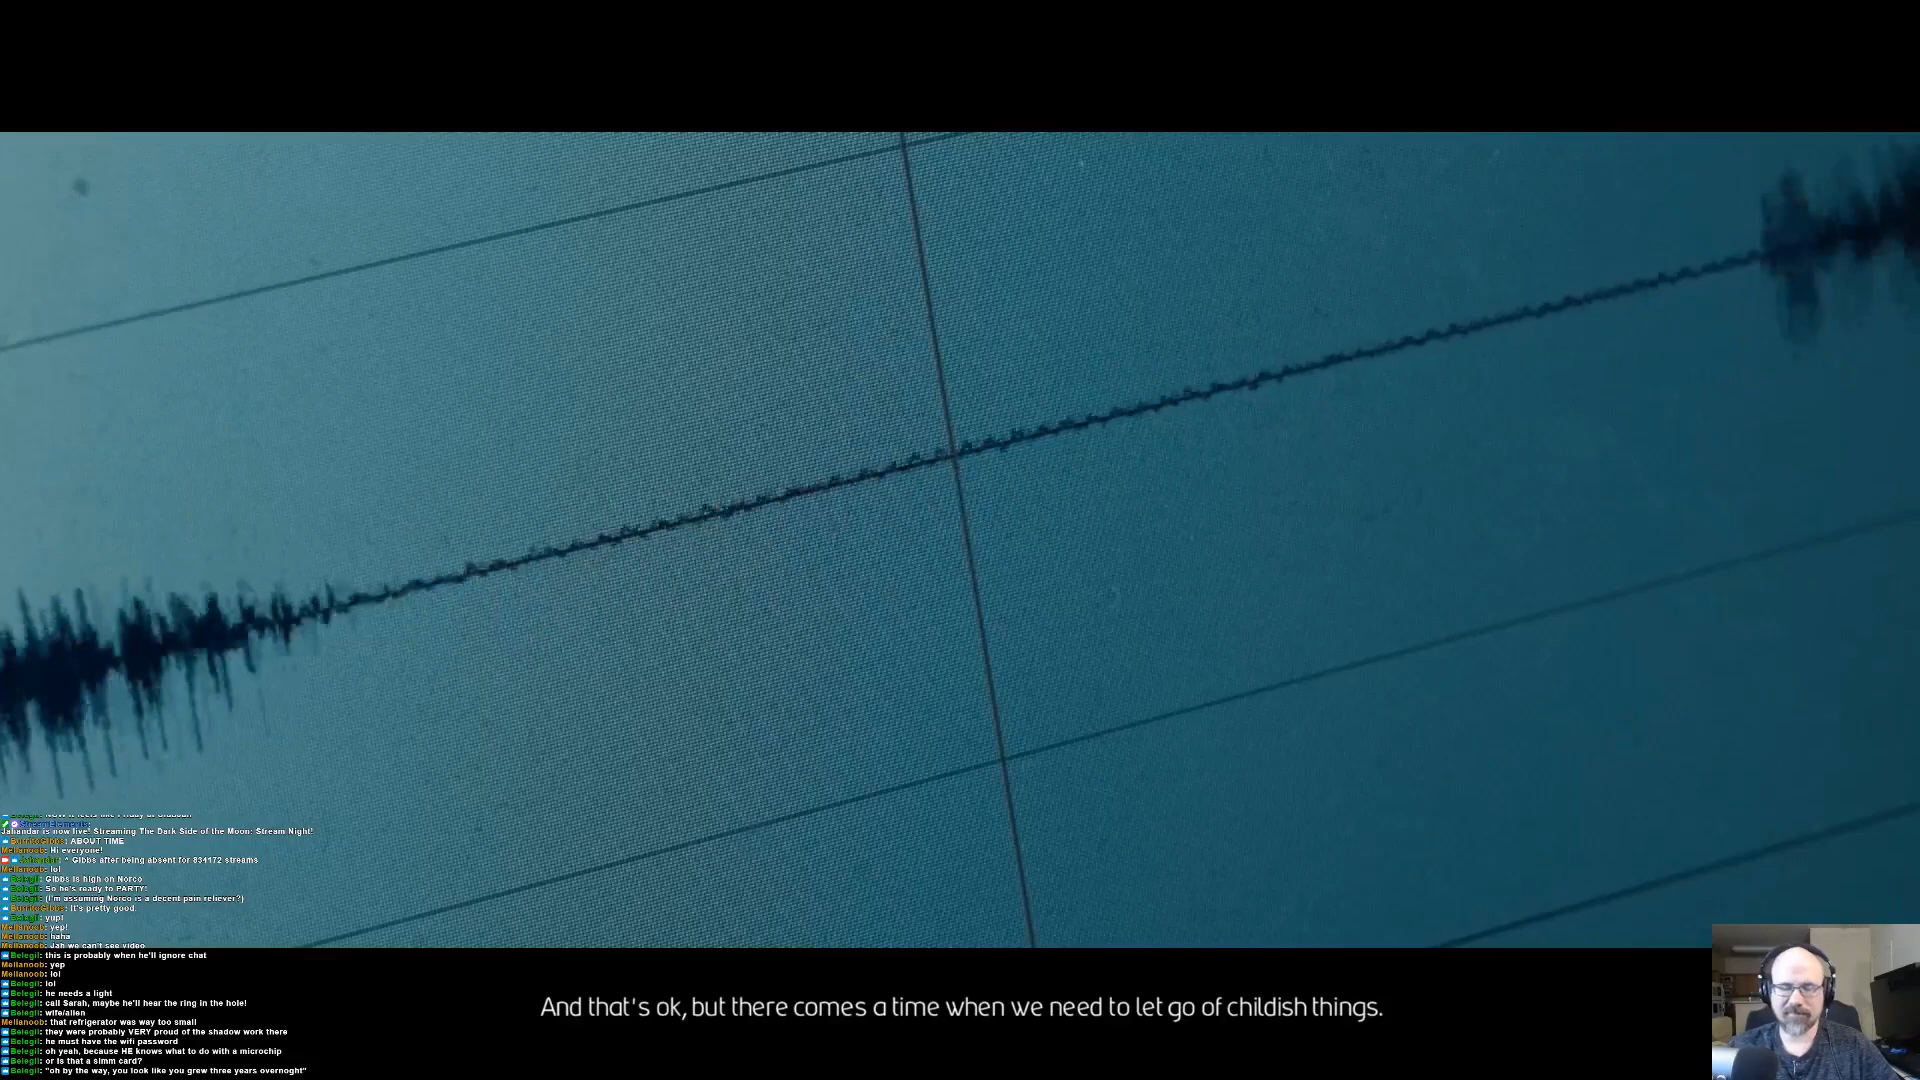 StreamElements:
Jahandar is now live! Streaming The Dark Side of the Moon: Stream Night!
BurritoGibbs: ABOUT TIME
Mellanoob: Hi everyone!
^ Gibbs after being absent for 834172 streams
Mellanoob: lol
Belegil: Gibbs is high on Norco
Belegil: So he's ready to PARTY!
Belegil: (I'm assuming Norco is a decent pain reliever?)
BurritoGibbs: It's pretty good.
Belegil: yup!
Mellanoob: yep!
Mellanoob: haha
Mellanoob: Jah we can't see video
Belegil: this is probably when he'll ignore chat
Mellanoob: yep
Mellanoob: lol
Belegil: lol
Belegil: he needs a light
Belegil: call Sarah, maybe he'll hear the ring in the hole!
Belegil: wife/alien
Mellanoob: that refrigerator was way too small
Belegil: they were probably VERY proud of the shadow work there
Belegil: he must have the wifi password
Belegil: oh yeah, because HE knows what to do with a microchip
Belegil: or is that a simm card?
Belegil: "oh by the way, you look like you grew three years overnoght"
And that's ok, but there comes a time when we need to let go of childish things.